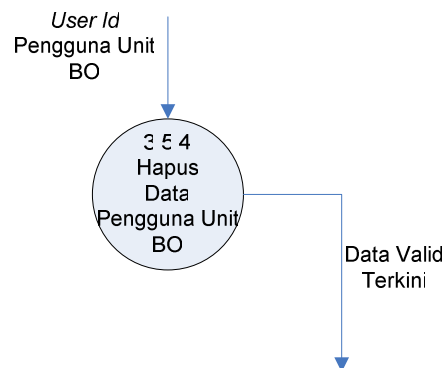 User Id
Pengguna Unit
BO
3 5 4
Hapus
Data
Pengguna Unit
BO
Data Valid
Terkini